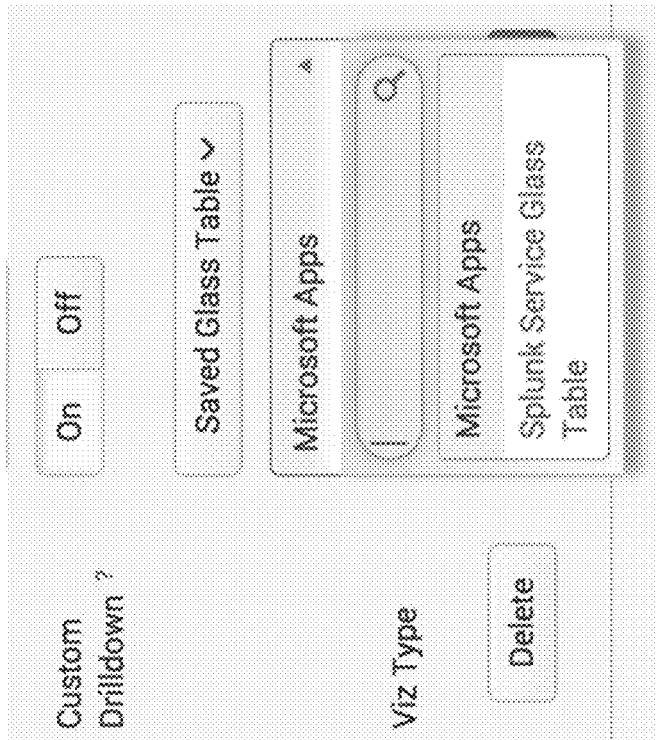 Custom
Drilldown ?
On
Off
Saved Glass Table
Microsoft Apps
Viz Type
Microsoft Apps
Splunk Service Glass
Table
Delete